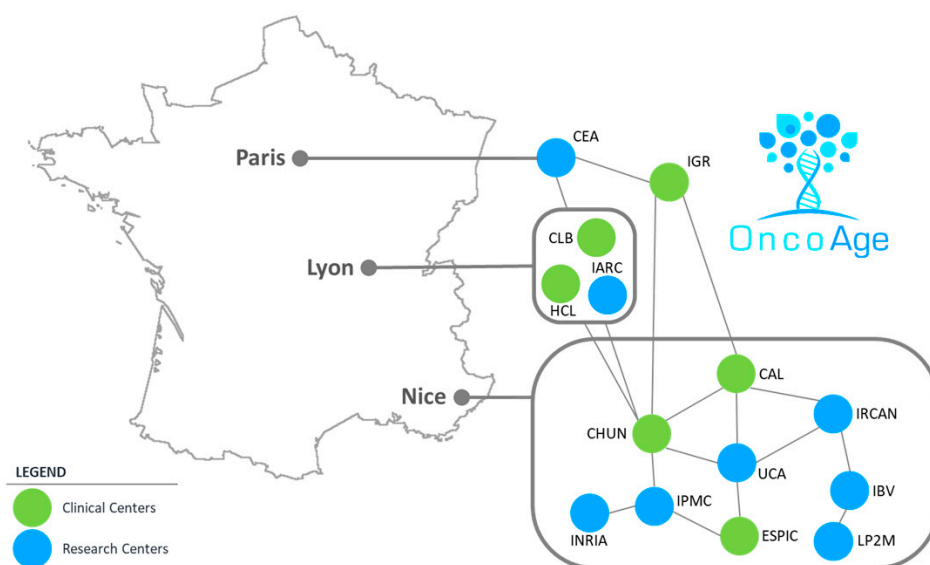 CEA
IGR
Paris
CLB
OncoAge
Lyon
IARC
HCL
Nice
CAL
IRCAN
CHUN
UCA
LEGEND
IBV
Clinical Centers
IPMC
INRIA
ESPIC
LP2M
Research Centers